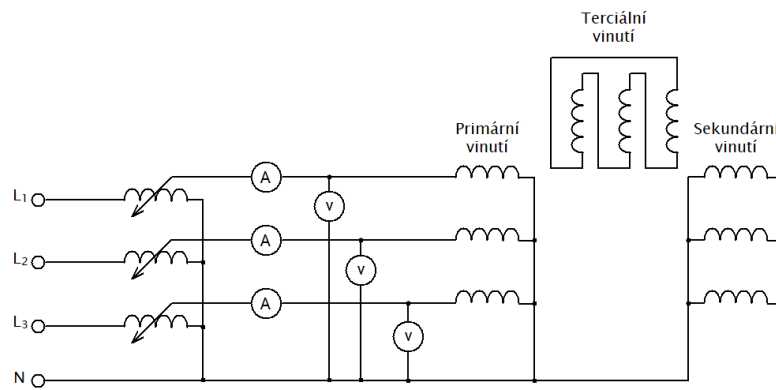 Terciální
vinutí
Primární
vinutí
Sekundární
vinutí
L1
A
V
L2
A
V
L3
A
V
N